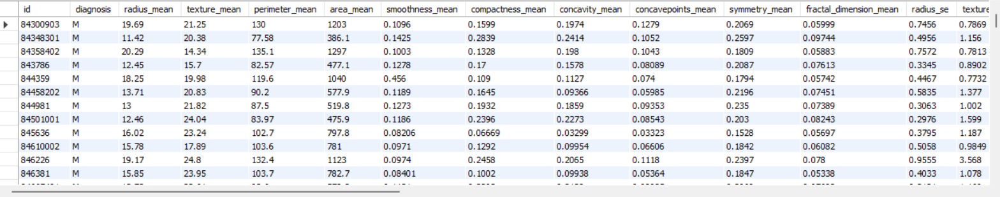 id diagnosis radius_mean texture_mean perimeter_mean area_mean smoothness_mean compactness_mean concavity_mean concavepoints_mean symmetry_mean fractal_dimension_mean radius_se texture
84300903 M 19.69 21.25 130 1203 0.1096 0.1599 0.1974 0.1279 0.2069 0.05999 0.7456 0.7869
84348301 M 11.42 20.38 77.58 386.1 0.1425 0.2839 0.2414 0.1052 0.2597 0.09744 0.4956 1.156
84358402 M 20.29 14.34 135.1 1297 0.1003 0.1328 0.198 0.1043 0.1809 0.05883 0.7572 0.7813
843786 M 12.45 15.7 82.57 477.1 0.1278 0.17 0.1578 0.08089 0.2087 0.07613 0.3345 0.8902
844359 M 18.25 19.98 119.6 1040 0.456 0.109 0.1127 0.074 0.1794 0.05742 0.4467 0.7732
84458202 M 13.71 20.83 90.2 577.9 0.1189 0.1645 0.09366 0.05985 0.2196 0.07451 0.5835 1.377
844981 M 13 21.82 87.5 519.8 0.1273 0.1932 0.1859 0.09353 0.235 0.07389 0.3063 1.002
84501001 M 12.46 24.04 83.97 475.9 0.1186 0.2396 0.2273 0.08543 0.203 0.08243 0.2976 1.599
845636 M 16.02 23.24 102.7 797.8 0.08206 0.06669 0.03299 0.03323 0.1528 0.05697 0.3795 1.187
84610002 M 15.78 17.89 103.6 781 0.0971 0.1292 0.09954 0.06606 0.1842 0.06082 0.5058 0.9849
846226 M 19.17 24.8 132.4 1123 0.0974 0.2458 0.2065 0.1118 0.2397 0.078 0.9555 3.568
846381 M 15.85 23.95 103.7 782.7 0.08401 0.1002 0.09938 0.05364 0.1847 0.05338 0.4033 1.078